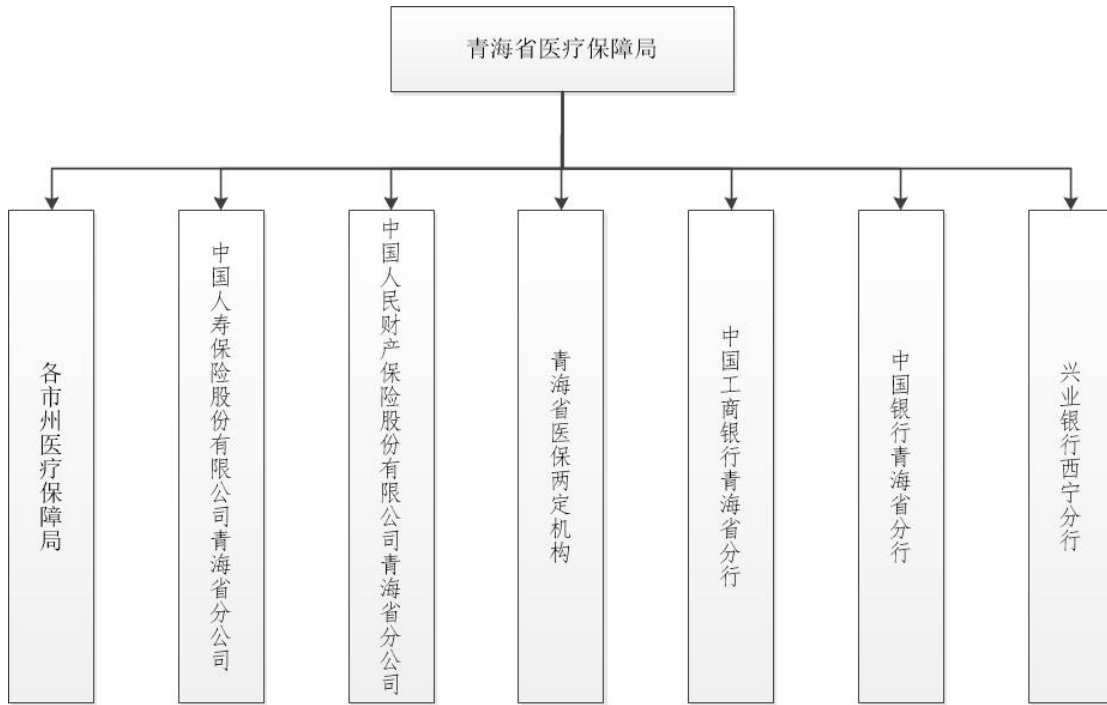 青海省医疗保障局
各市州医疗保障局
中国人寿保险股份有限公司青海省分公司
中国人民财产保险股份有限公司青海省分公司
青海省医保两定机构
中国工商银行青海省分行
中国银行青海省分行
兴业银行西宁分行